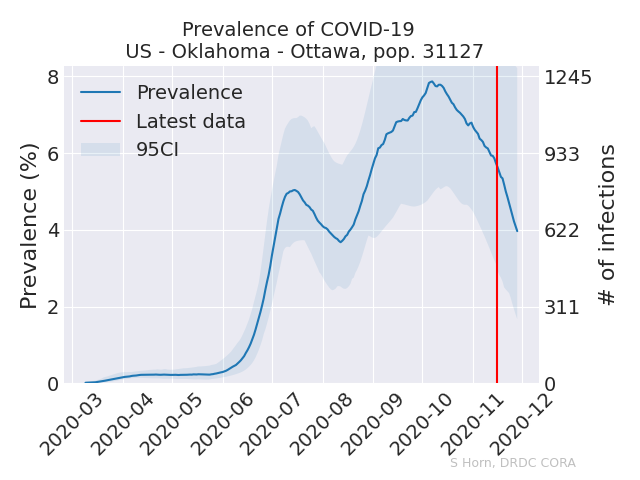 Prevalence of COVID-19
US - Oklahoma - Ottawa, pop. 31127
Prevalence
Latest data
95CI
Prevalence (%)
8
6
4
2
0
1245
933
622
311
0
# of infections
2020-03
2020-04
2020-05
2020-06
2020-07
2020-08
2020-09
2020-10
2020-11
2020-12
S Horn, DRDC CORA